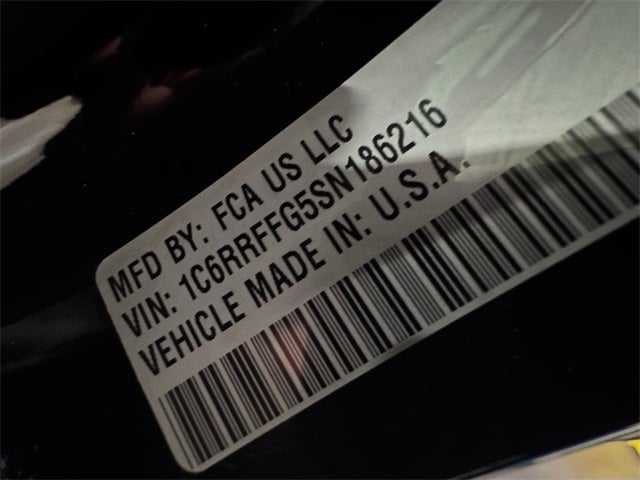 MFD BY: FCA US LLC
VIN: 1C6RRFFG5SN186216
VEHICLE MADE IN: U.S.A.